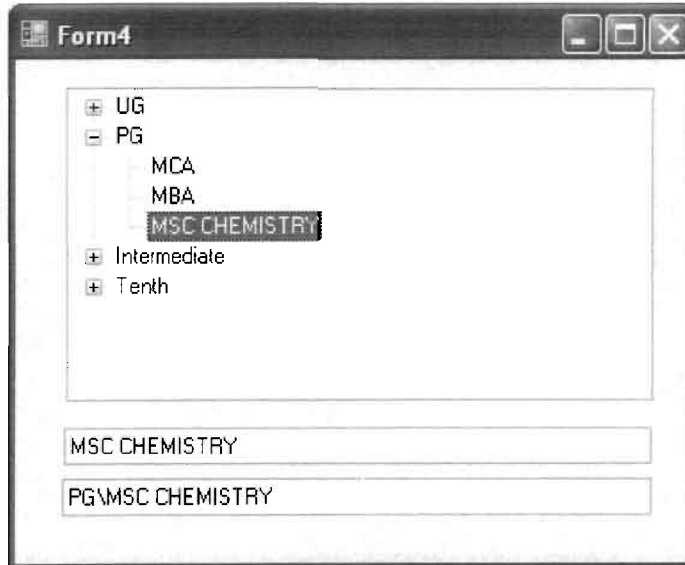 Form4
UG
PG
MCA
MBA
MSC CHEMISTRY
Intermediate
Tenth
MSC CHEMISTRY
PG\MSC CHEMISTRY